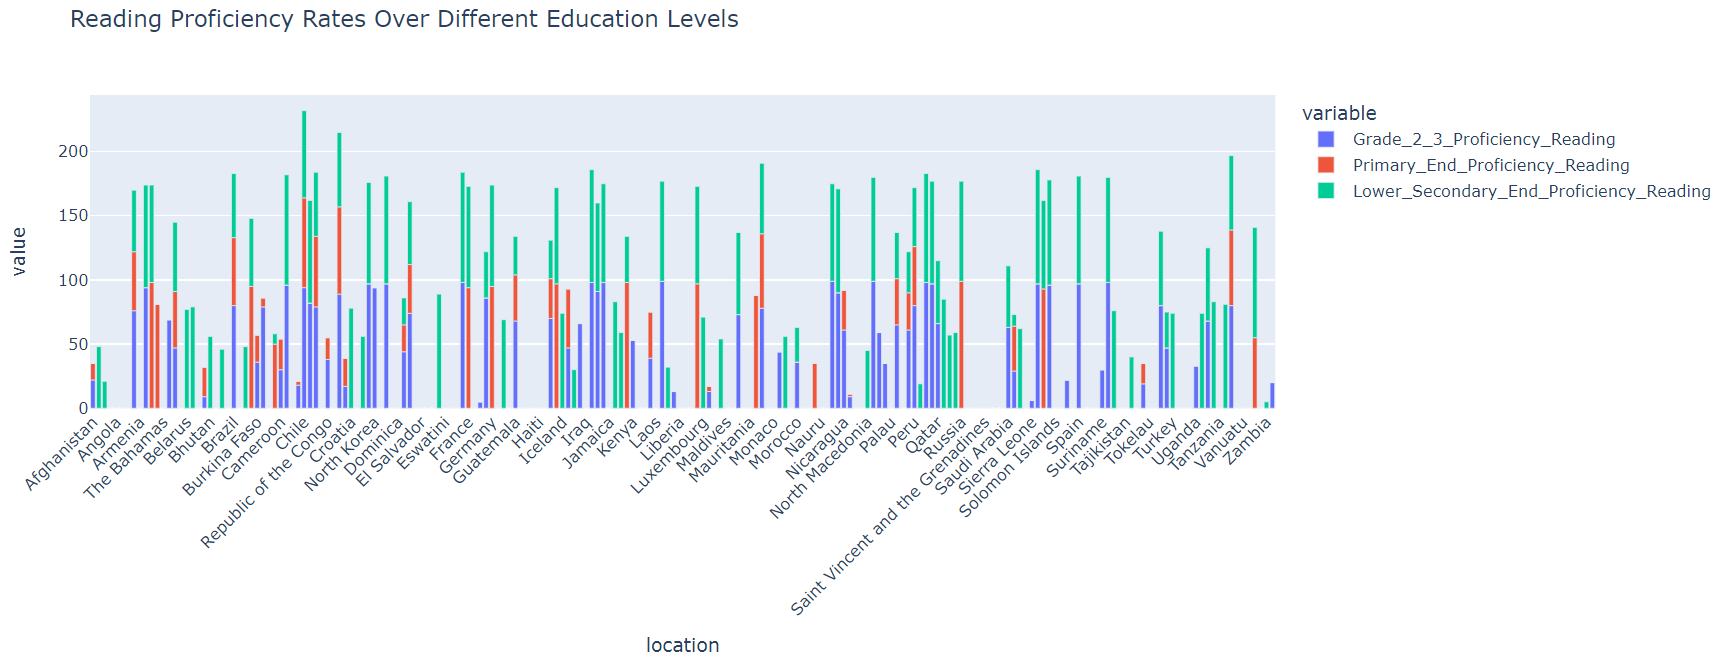 Reading Proficiency Rates Over Different Education Levels
variable
Grade_2_3_Proficiency_Reading
Primary_End_Proficiency_Reading
Lower_Secondary_End_Proficiency_Reading
value
200
150
100
50
0
Afghanistan
Angola
Armenia
The Bahamas
Belarus
Bhutan
Brazil
Burkina Faso
Cameroon
Chile
Republic of the Congo
Croatia
North Korea
Dominica
El Salvador
Eswatini
France
Germany
Guatemala
Haiti
Iceland
Iraq
Jamaica
Kenya
Laos
Liberia
Luxembourg
Maldives
Mauritania
Monaco
Morocco
Nauru
Nicaragua
North Macedonia
Palau
Peru
Qatar
Russia
Saint Vincent and the Grenadines
Saudi Arabia
Sierra Leone
Solomon Islands
Spain
Suriname
Tajikistan
Tokelau
Turkey
Uganda
Tanzania
Vanuatu
Zambia
location